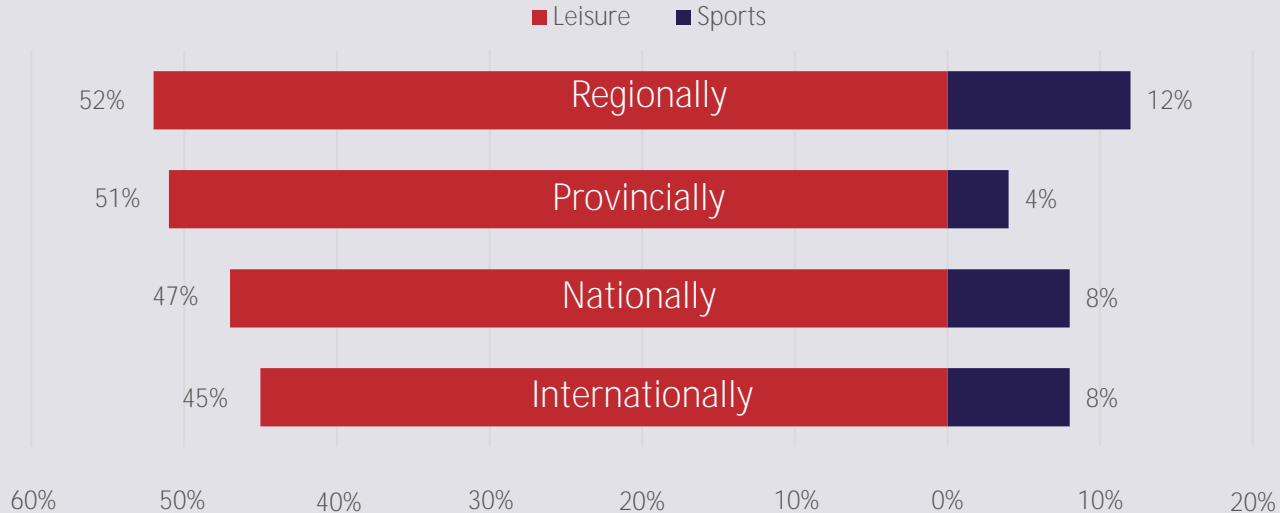 Leisure Sports
52% Regionally 12%
51% Provincially 4%
47% Nationally 8%
45% Internationally 8%
60% 50% 40% 30% 20% 10% 0% 10% 20%